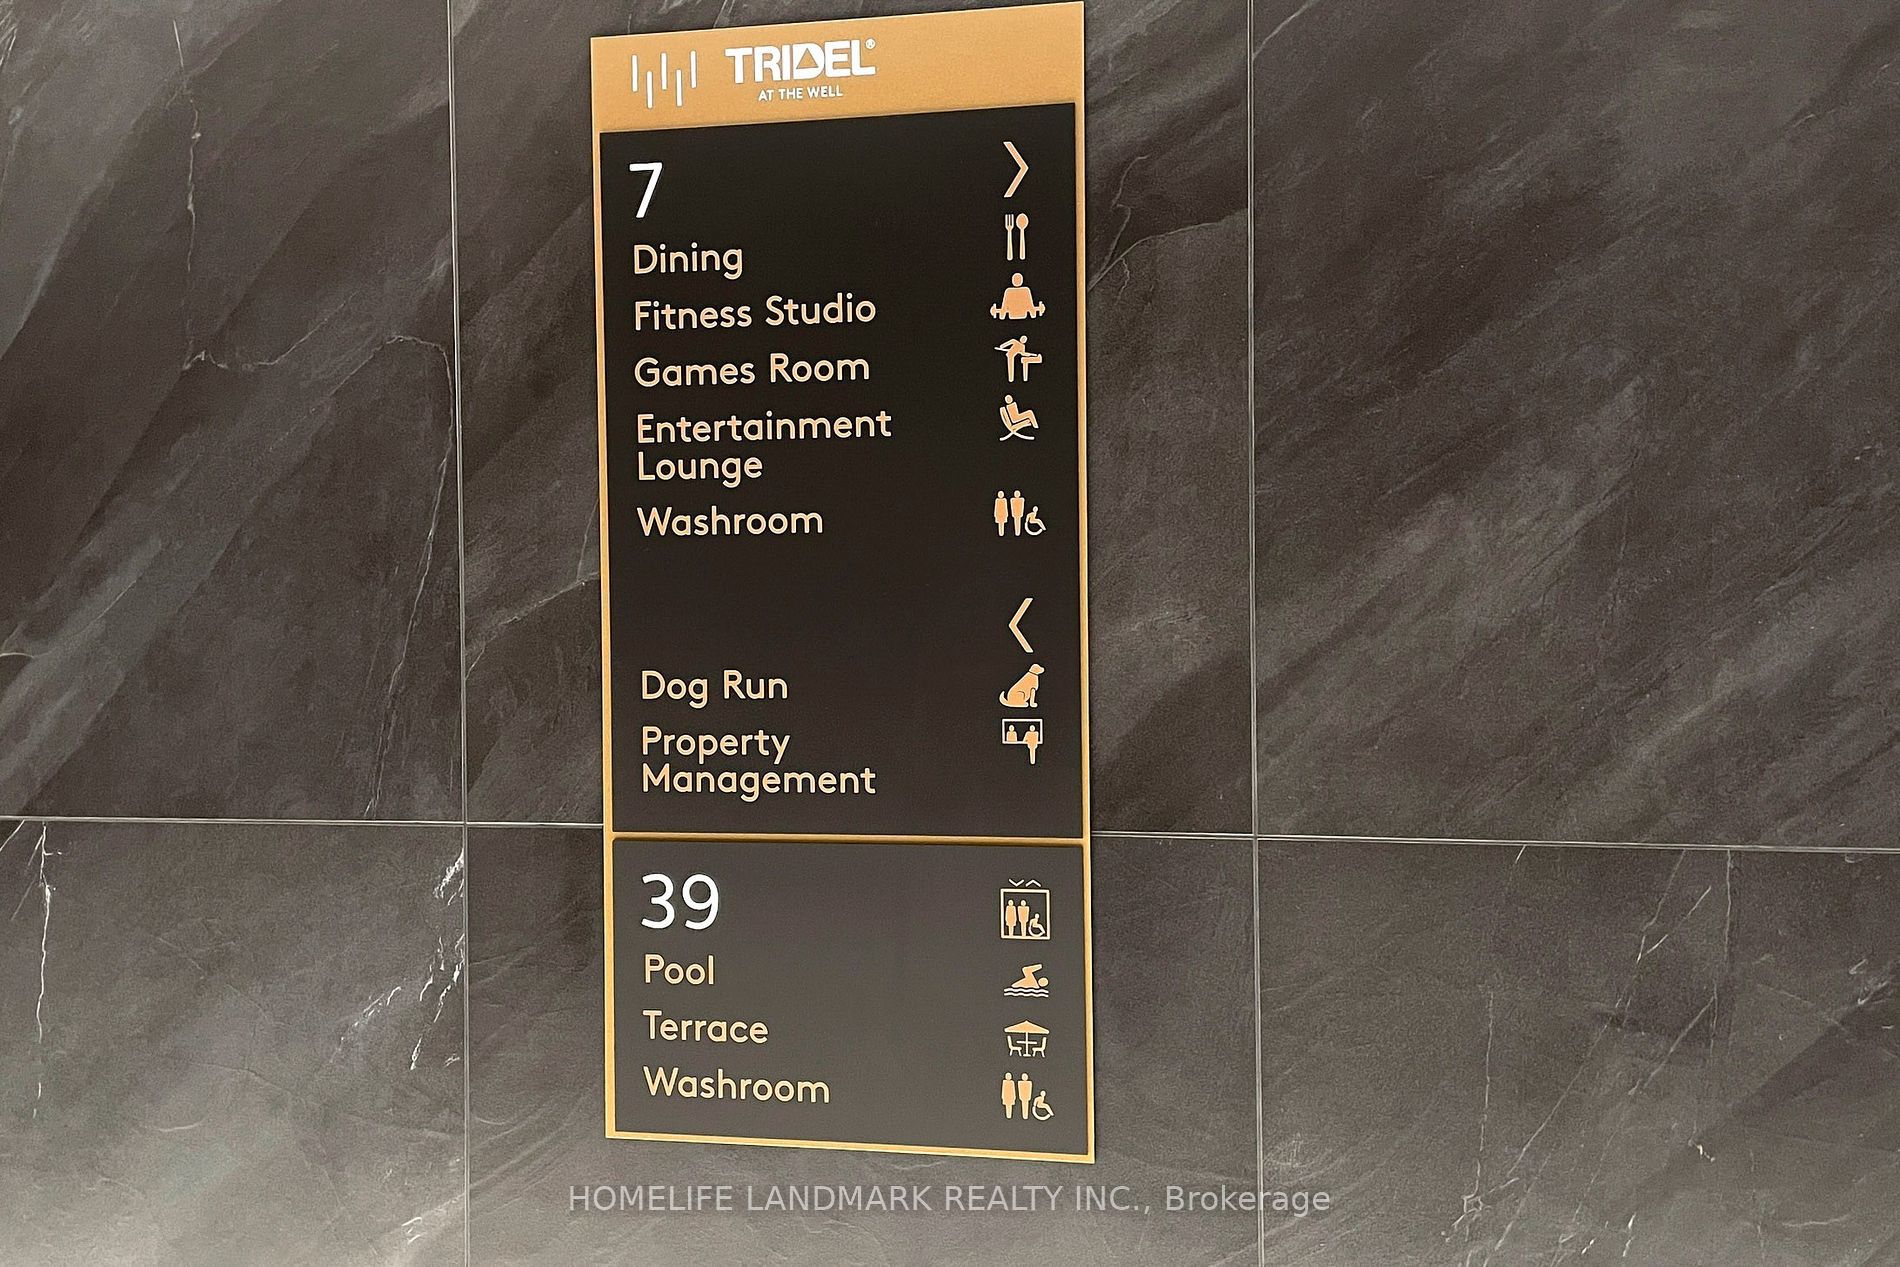 TRIDEL®
AT THE WELL
7
Dining
Fitness Studio
Games Room
Entertainment
Lounge
Washroom
Dog Run
Property
Management
39
Pool
Terrace
Washroom
HOMELIFE LANDMARK REALTY INC., Brokerage